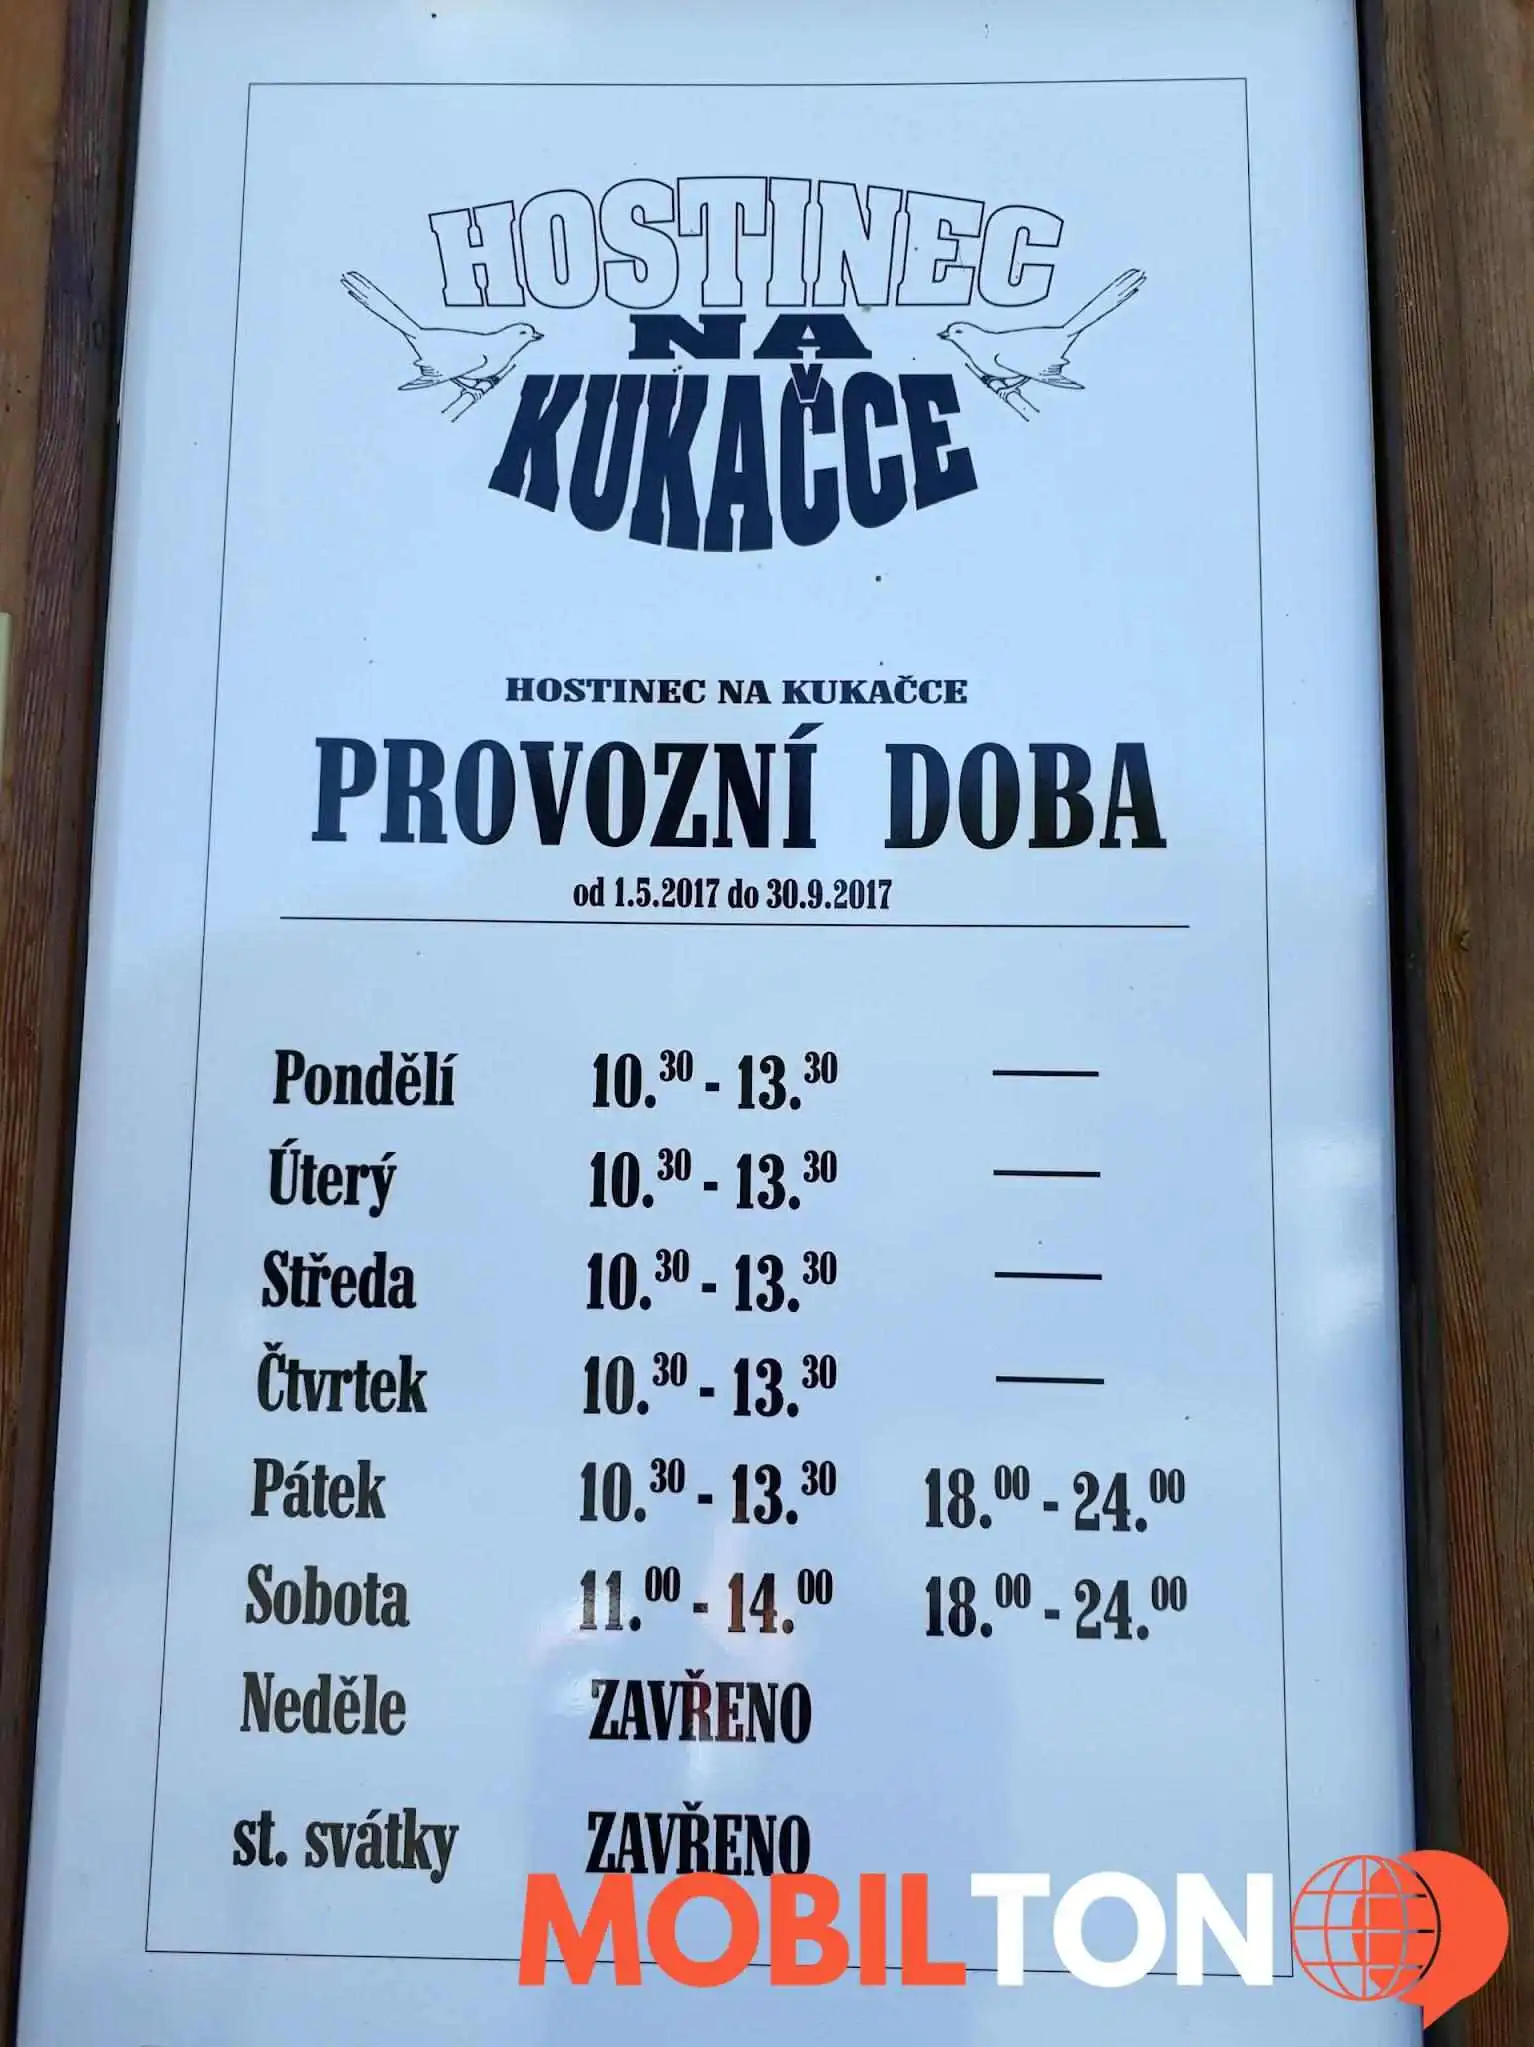 HOSTINEC
NA
KUKAČCE
HOSTINEC NA KUKAČCE
PROVOZNÍ DOBA
od 1.5.2017 do 30.9.2017
Pondělí 10.30 - 13.30 —
Úterý 10.30 - 13.30 —
Středa 10.30 - 13.30 —
Čtvrtek 10.30 - 13.30 —
Pátek 10.30 - 13.30 18.00 - 24.00
Sobota 11.00 - 14.00 18.00 - 24.00
Neděle ZAVŘENO
st. svátky ZAVŘENO
MOBILTON